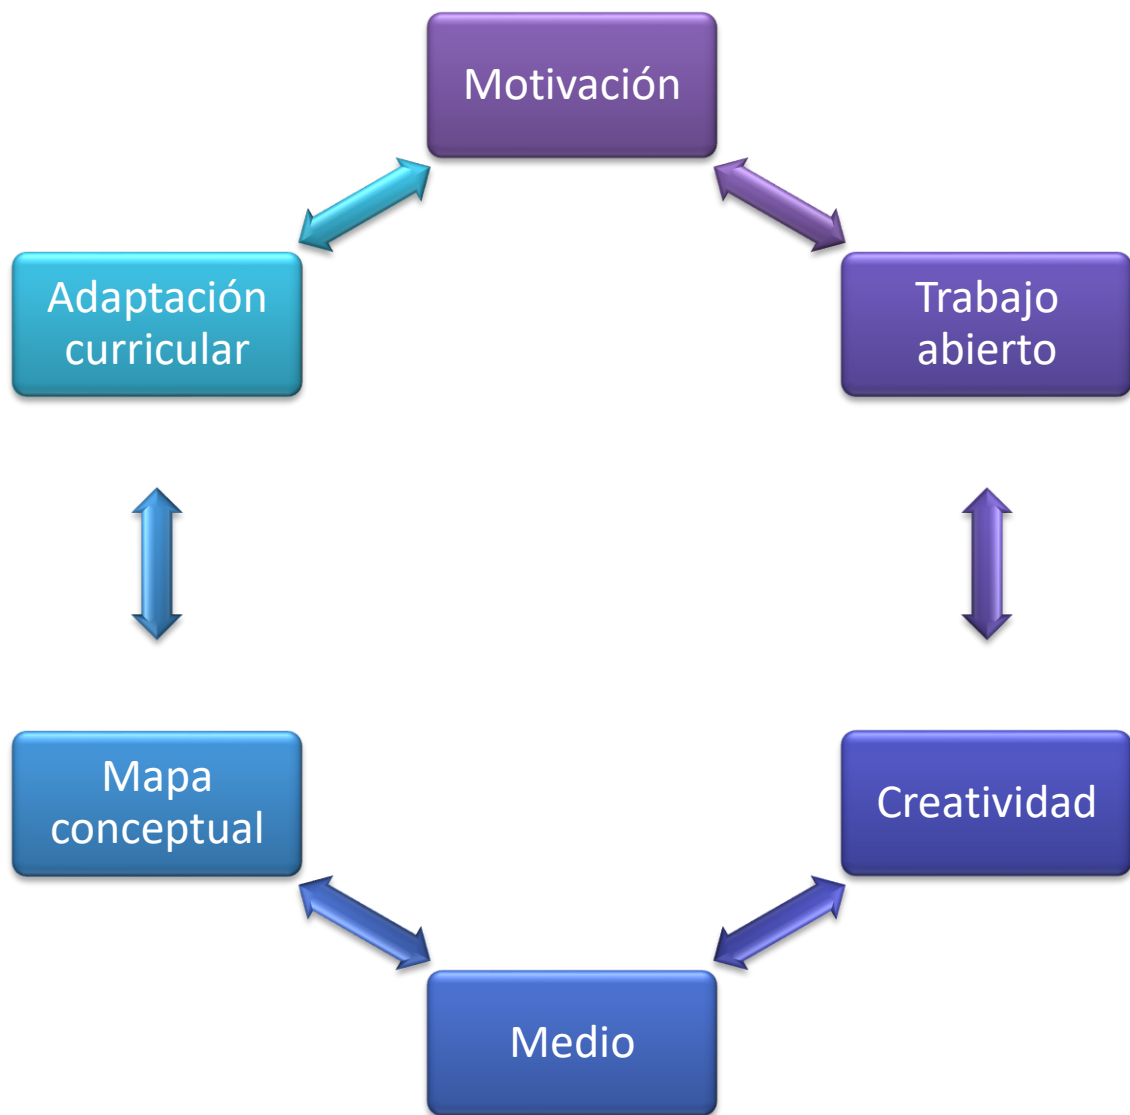 Motivación
Trabajo
abierto
Creatividad
Medio
Mapa
conceptual
Adaptación
curricular